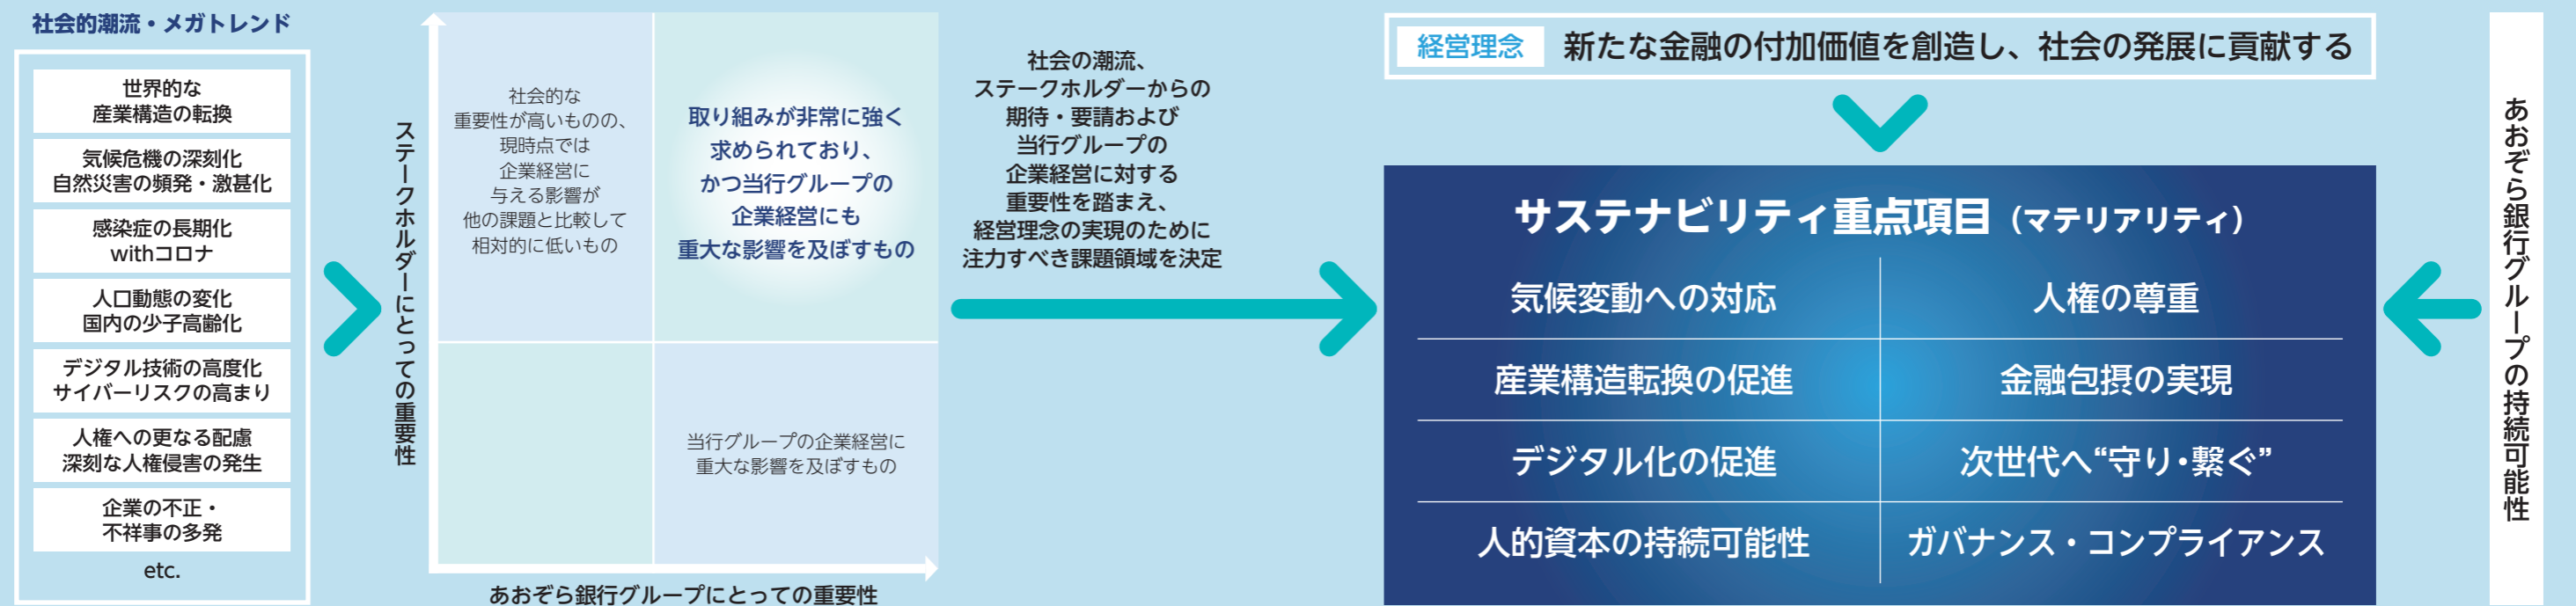 社会的潮流・メガトレンド
世界的な
産業構造の転換
気候危機の深刻化
自然災害の頻発・激甚化
感染症の長期化
withコロナ
人口動態の変化
国内の少子高齢化
デジタル技術の高度化
サイバーリスクの高まり
人権への更なる配慮
深刻な人権侵害の発生
企業の不正・
不祥事の多発
etc.
ステークホルダーにとっての重要性
社会的な
重要性が高いものの、
現時点では
企業経営に
与える影響が
他の課題と比較して
相対的に低いもの
取り組みが非常に強く
求められており、
かつ当行グループの
企業経営にも
重大な影響を及ぼすもの
当行グループの企業経営に
重大な影響を及ぼすもの
あおぞら銀行グループにとっての重要性
社会の潮流、
ステークホルダーからの
期待・要請および
当行グループの
企業経営に対する
重要性を踏まえ、
経営理念の実現のために
注力すべき課題領域を決定
経営理念 新たな金融の付加価値を創造し、社会の発展に貢献する
サステナビリティ重点項目（マテリアリティ）
気候変動への対応 人権の尊重
産業構造転換の促進 金融包摂の実現
デジタル化の促進 次世代へ“守り・繋ぐ”
人的資本の持続可能性 ガバナンス・コンプライアンス
あおぞら銀行グループの持続可能性